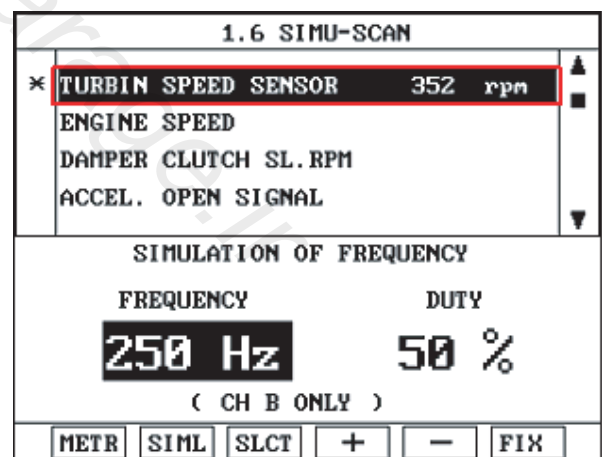 1.6 SIMU-SCAN
* TURBIN SPEED SENSOR 352 rpm
ENGINE SPEED
DAMPER CLUTCH SL.RPM
ACCEL. OPEN SIGNAL
SIMULATION OF FREQUENCY
FREQUENCY DUTY
250 Hz 50 %
( CH B ONLY )
METR SIML SLCT + - FIX